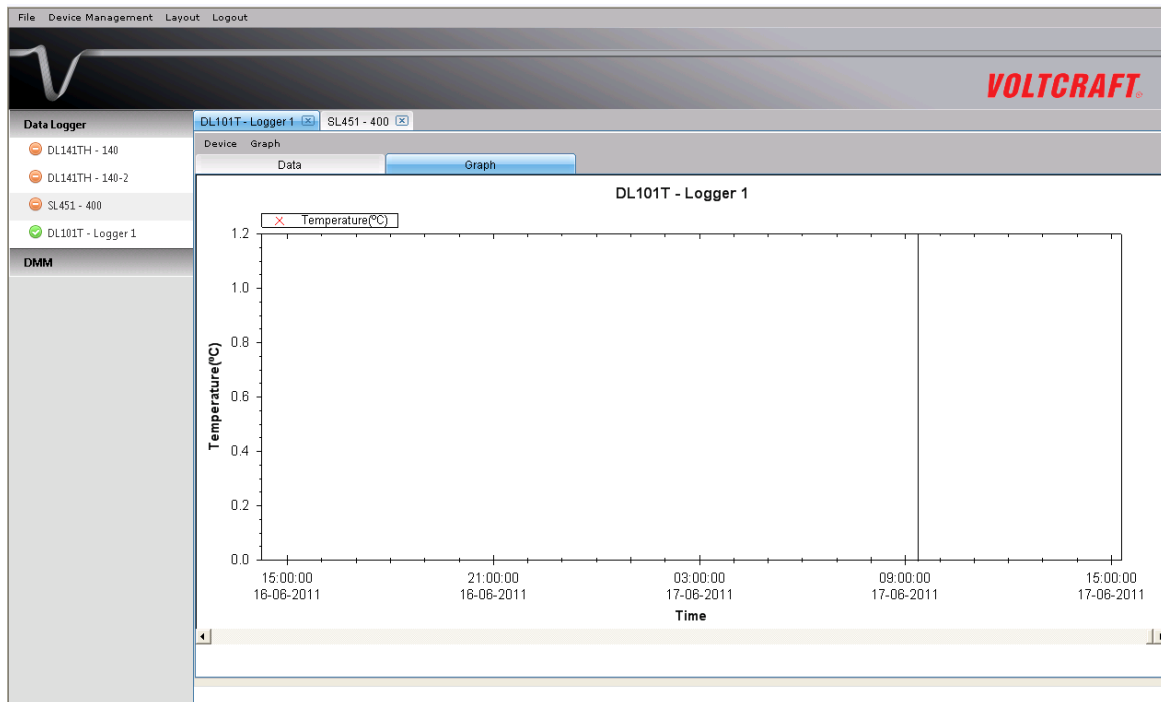 File Device Management Layout Logout
VOLTCRAFT®
Data Logger
DL141TH - 140
DL141TH - 140-2
SL451 - 400
DL101T - Logger 1
DMM
DL101T - Logger 1 SL451 - 400
Device Graph
Data Graph
DL101T - Logger 1
Temperature(ºC)
1.2
1.0
0.8
0.6
0.4
0.2
0.0
Temperature(ºC)
15:00:00 21:00:00 03:00:00 09:00:00 15:00:00
16-06-2011 16-06-2011 17-06-2011 17-06-2011 17-06-2011
Time